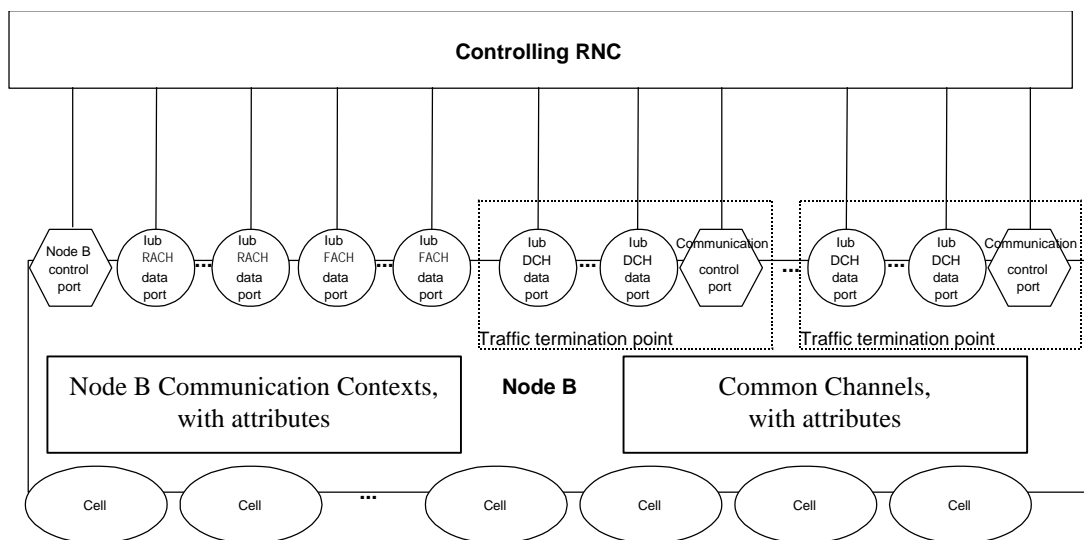 Controlling RNC
Node B
control
port
Iub
RACH
data
port
...
Iub
RACH
data
port
Iub
FACH
data
port
...
Iub
FACH
data
port
Iub
DCH
data
port
...
Iub
DCH
data
port
Communication
control
port
...
Iub
DCH
data
port
...
Iub
DCH
data
port
Communication
control
port
Traffic termination point
Traffic termination point
Node B Communication Contexts,
with attributes
Node B
Common Channels,
with attributes
Cell
Cell
...
Cell
Cell
Cell
Cell